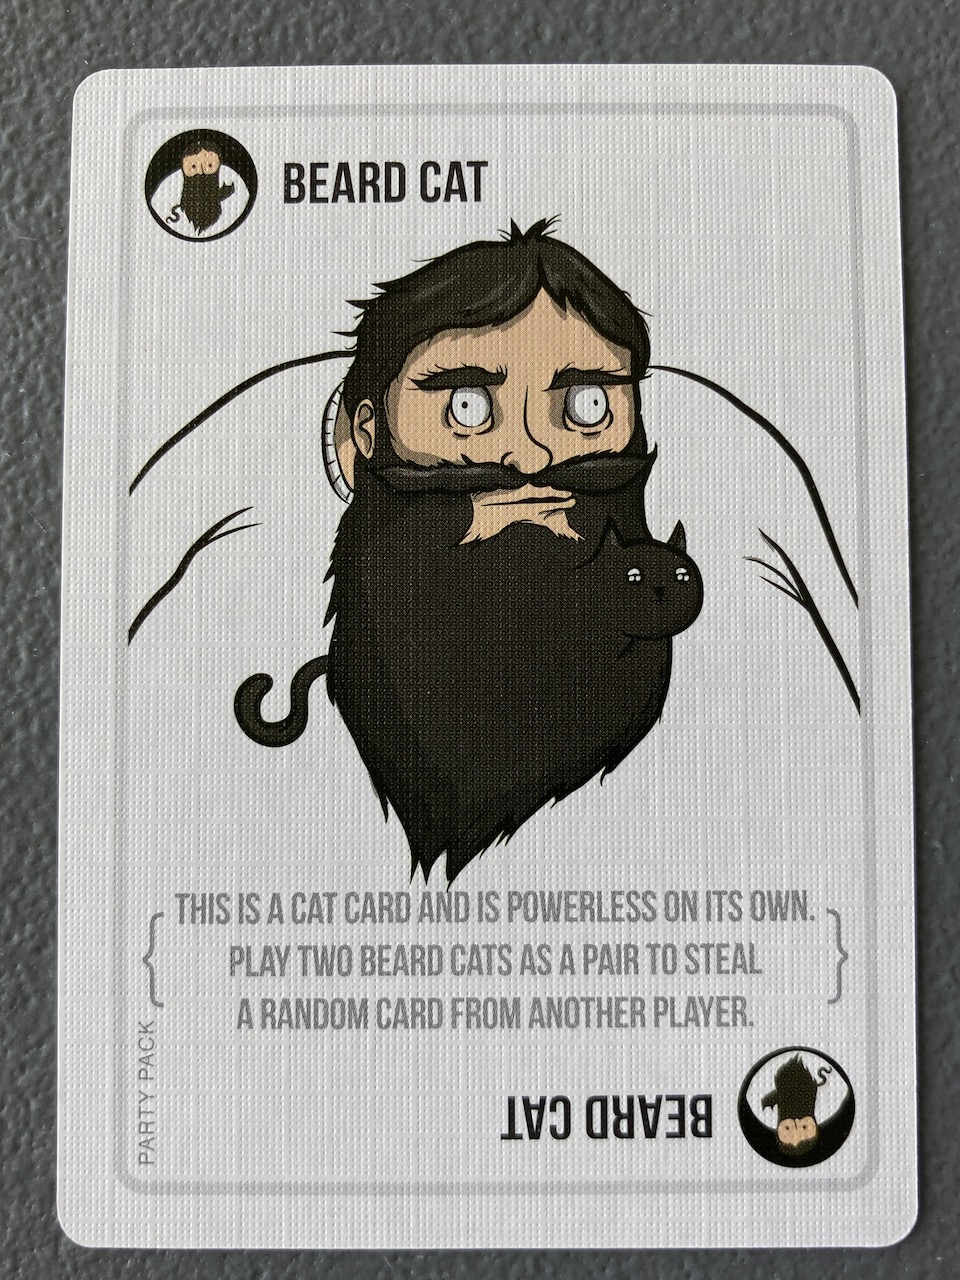 BEARD CAT
THIS IS A CAT CARD AND IS POWERLESS ON ITS OWN.
PLAY TWO BEARD CATS AS A PAIR TO STEAL
A RANDOM CARD FROM ANOTHER PLAYER.
PARTY PACK
BEARD CAT